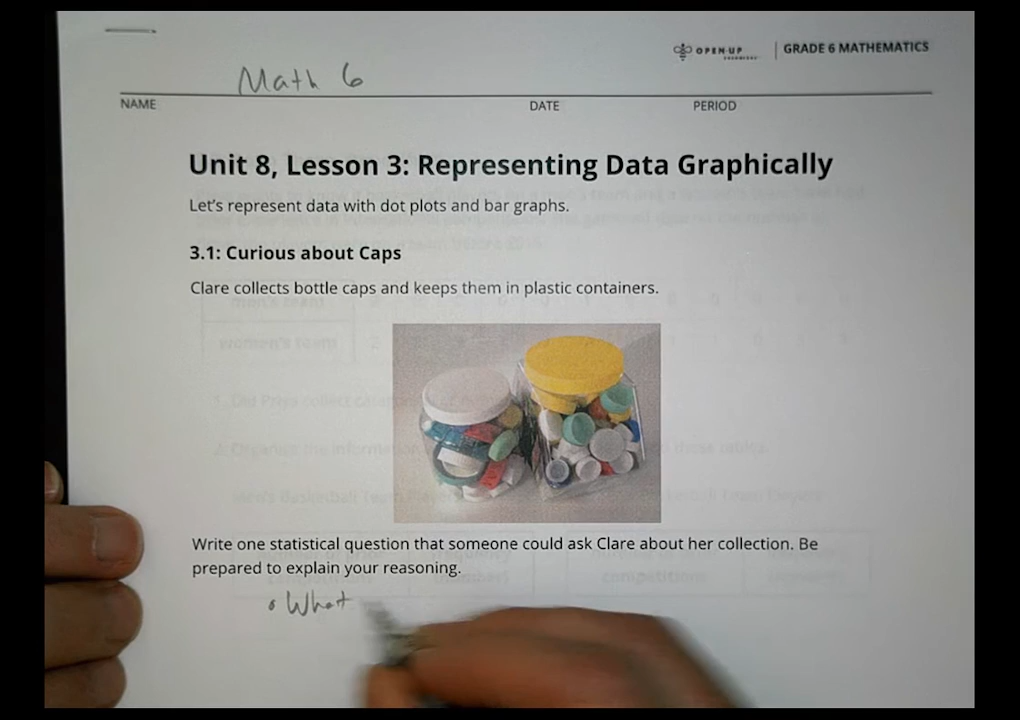 OPEN·UP
GRADE 6 MATHEMATICS
Math 6
NAME DATE PERIOD
Unit 8, Lesson 3: Representing Data Graphically
Let's represent data with dot plots and bar graphs.
3.1: Curious about Caps
Clare collects bottle caps and keeps them in plastic containers.
Write one statistical question that someone could ask Clare about her collection. Be
prepared to explain your reasoning.
• What